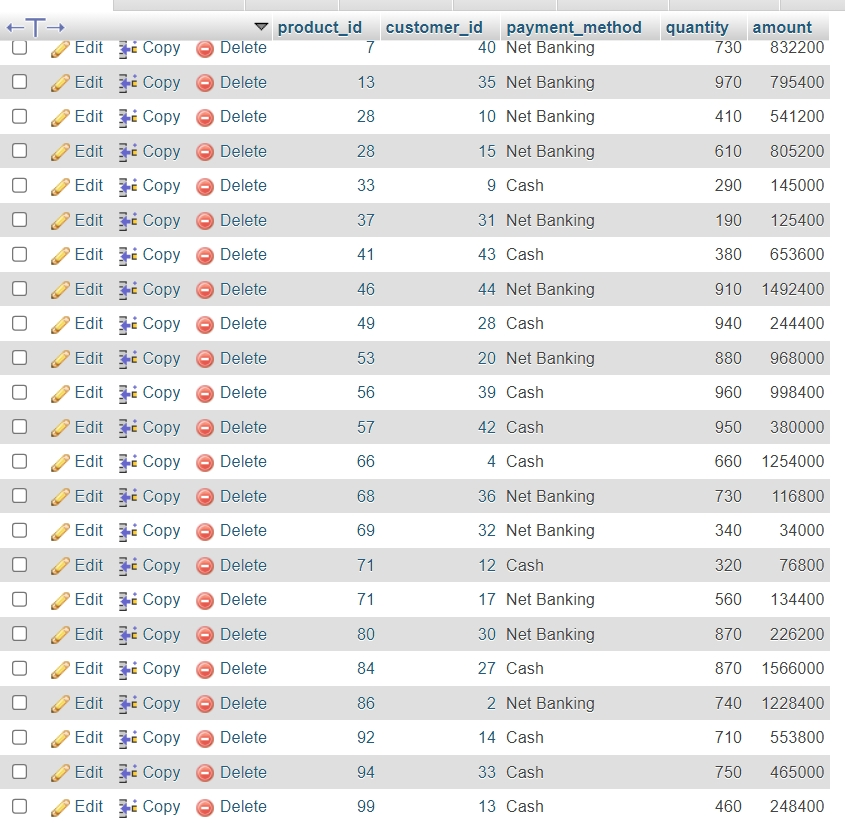 product_id customer_id payment_method quantity amount
Edit Copy Delete 7 40 Net Banking 730 832200
Edit Copy Delete 13 35 Net Banking 970 795400
Edit Copy Delete 28 10 Net Banking 410 541200
Edit Copy Delete 28 15 Net Banking 610 805200
Edit Copy Delete 33 9 Cash 290 145000
Edit Copy Delete 37 31 Net Banking 190 125400
Edit Copy Delete 41 43 Cash 380 653600
Edit Copy Delete 46 44 Net Banking 910 1492400
Edit Copy Delete 49 28 Cash 940 244400
Edit Copy Delete 53 20 Net Banking 880 968000
Edit Copy Delete 56 39 Cash 960 998400
Edit Copy Delete 57 42 Cash 950 380000
Edit Copy Delete 66 4 Cash 660 1254000
Edit Copy Delete 68 36 Net Banking 730 116800
Edit Copy Delete 69 32 Net Banking 340 34000
Edit Copy Delete 71 12 Cash 320 76800
Edit Copy Delete 71 17 Net Banking 560 134400
Edit Copy Delete 80 30 Net Banking 870 226200
Edit Copy Delete 84 27 Cash 870 1566000
Edit Copy Delete 86 2 Net Banking 740 1228400
Edit Copy Delete 92 14 Cash 710 553800
Edit Copy Delete 94 33 Cash 750 465000
Edit Copy Delete 99 13 Cash 460 248400